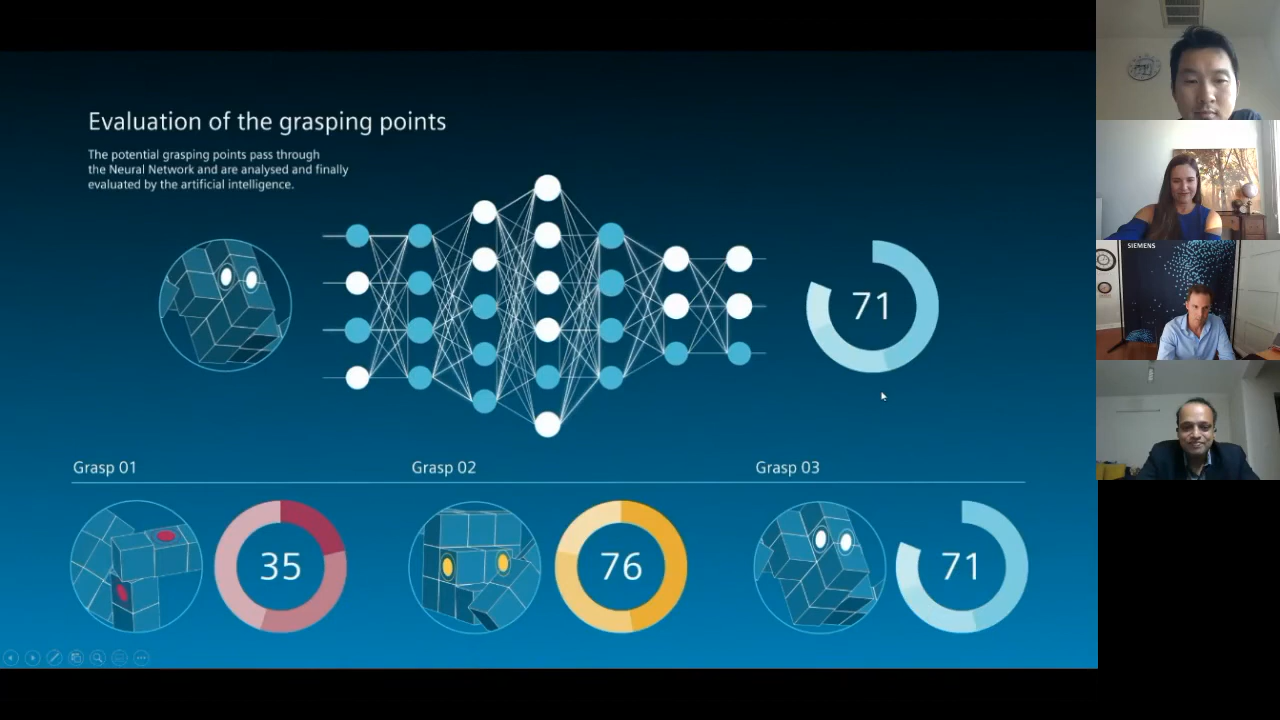 Evaluation of the grasping points
The potential grasping points pass through
the Neural Network and are analysed and finally
evaluated by the artificial intelligence.
71
Grasp 01
Grasp 02
Grasp 03
35
76
71
SIEMENS